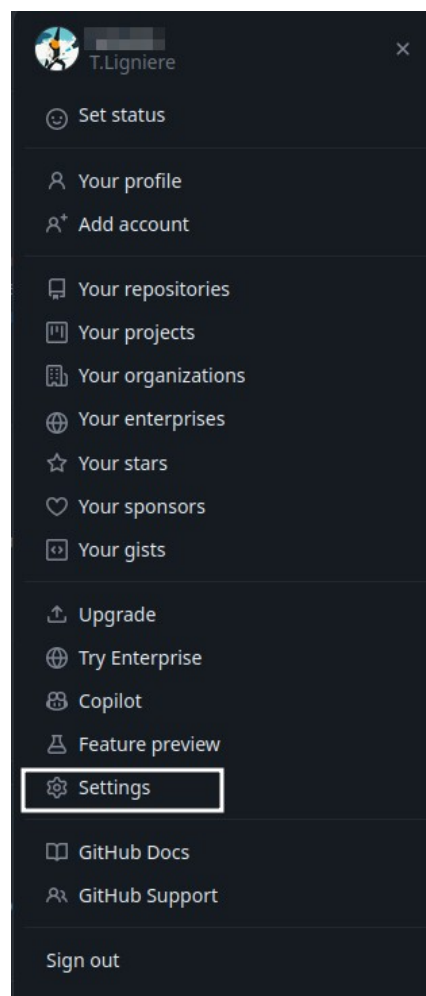 T.Ligniere
Set status
Your profile
Add account
Your repositories
Your projects
Your organizations
Your enterprises
Your stars
Your sponsors
Your gists
Upgrade
Try Enterprise
Copilot
Feature preview
Settings
GitHub Docs
GitHub Support
Sign out